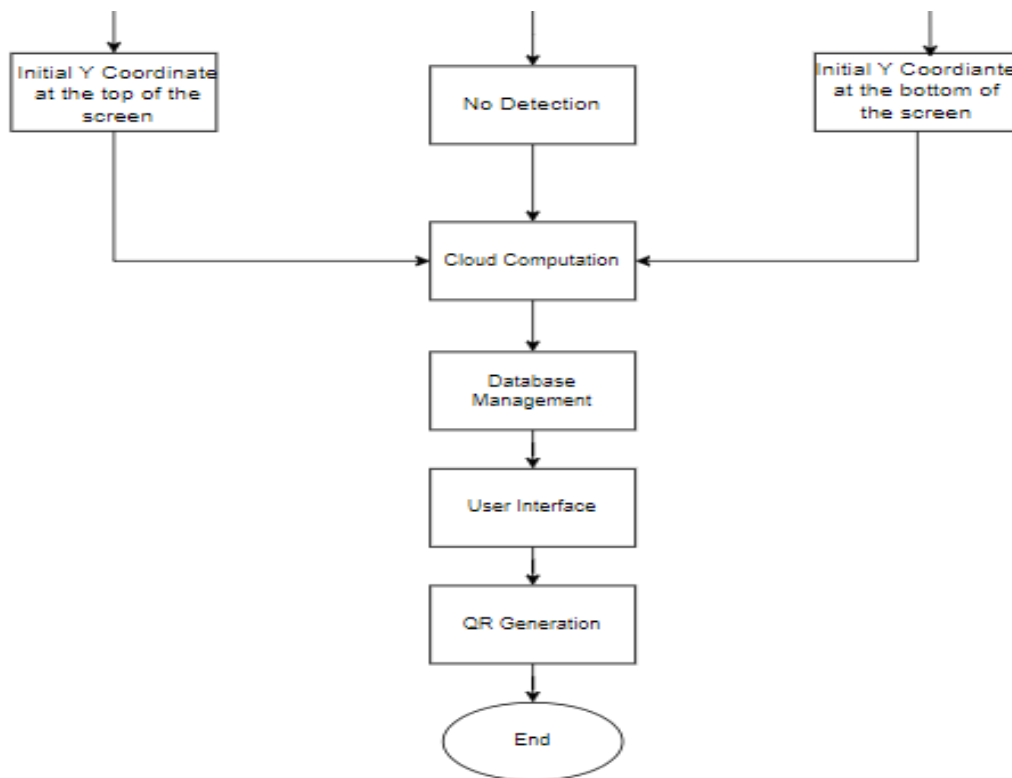 Initial Y Coordinate
at the top of the
screen
No Detection
Initial Y Coordiante
at the bottom of
the screen
Cloud Computation
Database
Management
User Interface
QR Generation
End